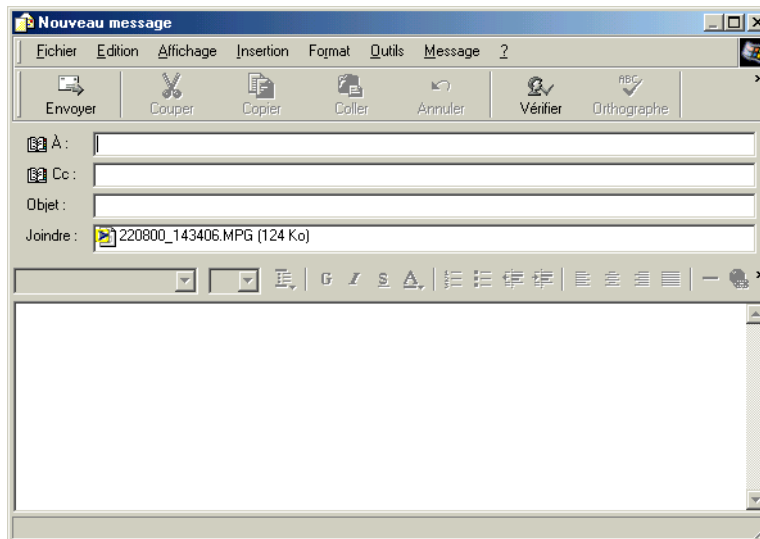 Nouveau message
Fichier Edition Affichage Insertion Format Outils Message ?
ABC
Envoyer Couper Copier Coller Annuler Vérifier Orthographe
À :
Cc :
Objet :
Joindre : 220800_143406.MPG (124 Ko)
G I S A